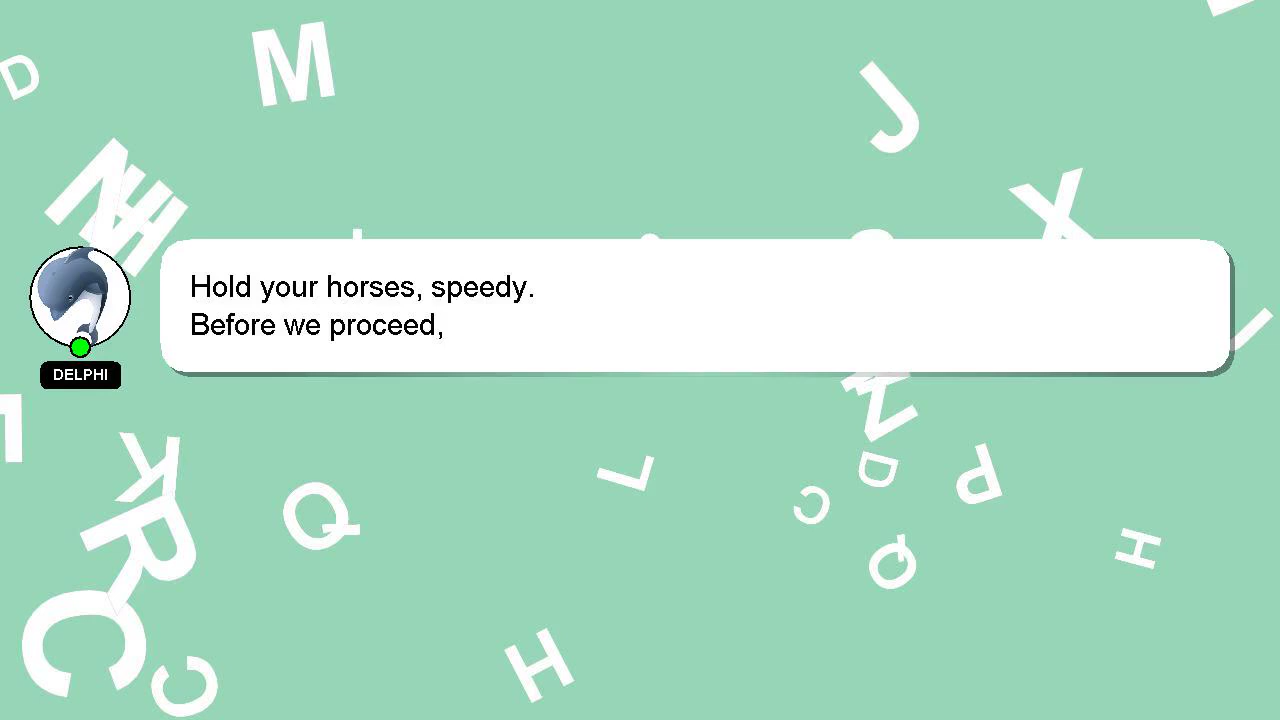 Hold your horses, speedy.
Before we proceed,
DELPHI
D
M
J
N
H
X
K
R
Q
L
Z
D
P
C
Q
H
C
C
H